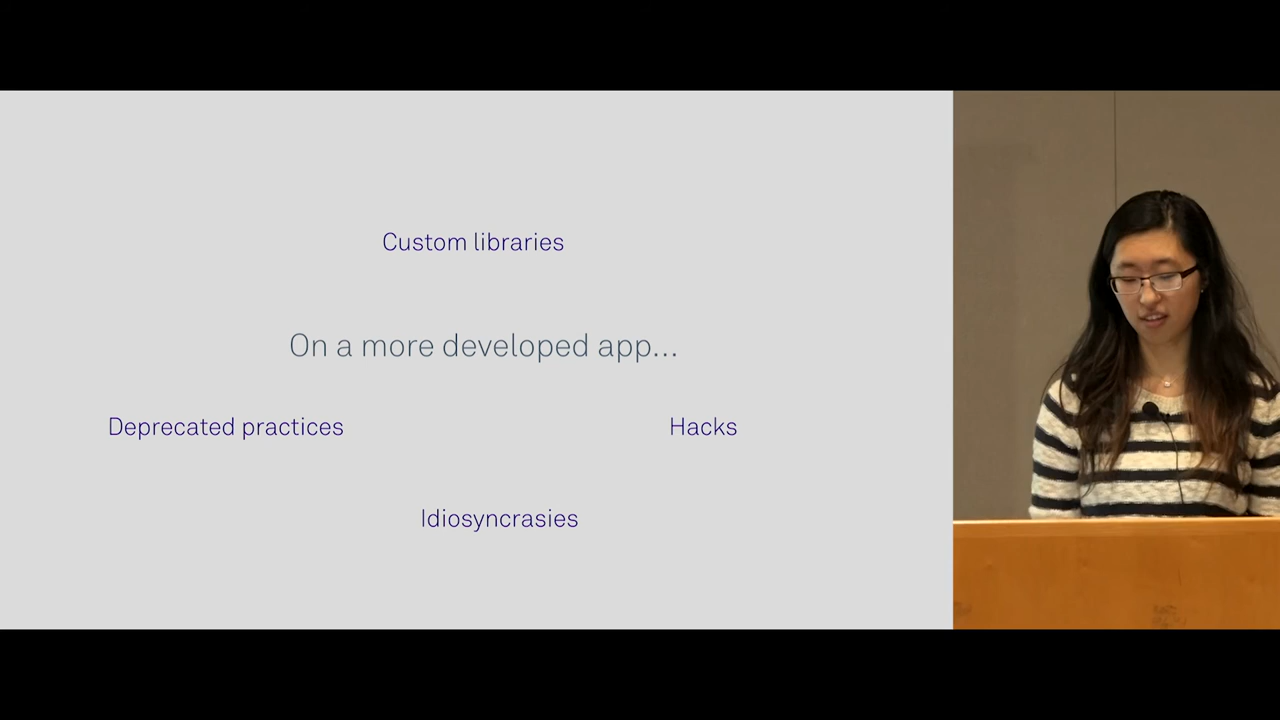 Custom libraries
On a more developed app...
Deprecated practices
Hacks
Idiosyncrasies